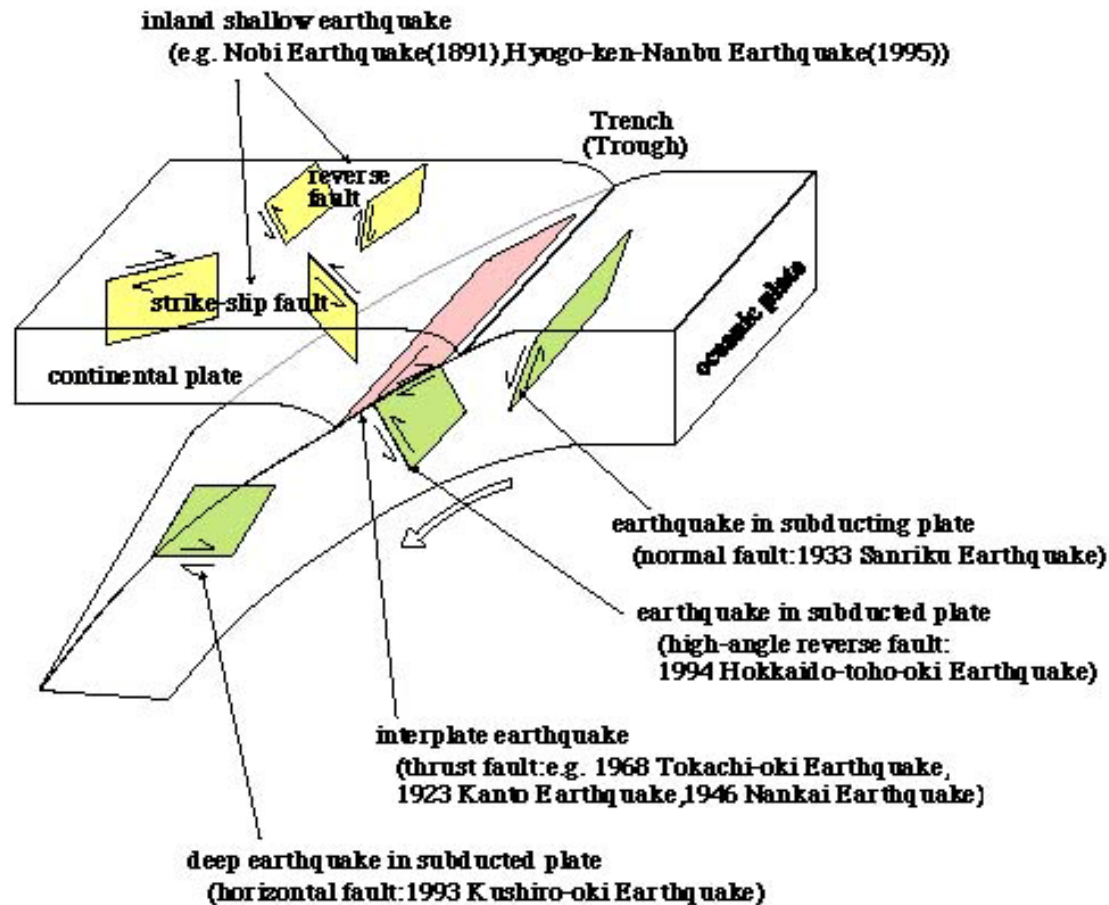 inland shallow earthquake
(e.g. Nobi Earthquake(1891),Hyogo-ken-Nanbu Earthquake(1995))
Trench
(Trough)
reverse
fault
strike-slip fault
continental plate
oceanic plate
earthquake in subducting plate
(normal fault:1933 Sanriku Earthquake)
earthquake in subducted plate
(high-angle reverse fault:
1994 Hokkaido-toho-oki Earthquake)
interplate earthquake
(thrust fault:e.g. 1968 Tokachi-oki Earthquake,
1923 Kanto Earthquake,1946 Nankai Earthquake)
deep earthquake in subducted plate
(horizontal fault:1993 Kushiro-oki Earthquake)